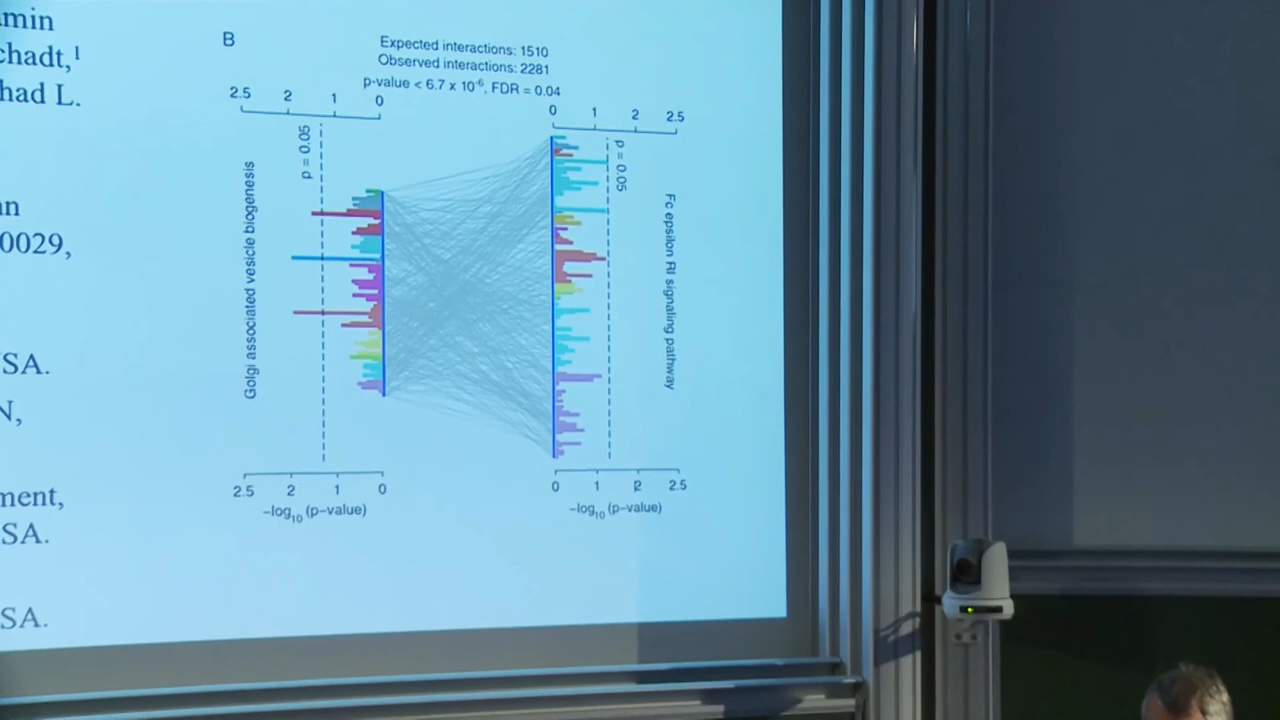 min
chadt,¹
had L.
n
0029,
SA.
N,
ment,
SA.
SA.
B
Expected interactions: 1510
Observed interactions: 2281
p-value < 6.7 x 10⁻⁶, FDR = 0.04
2.5 2 1 0
0 1 2 2.5
p = 0.05
p = 0.05
Golgi associated vesicle biogenesis
Fc epsilon RI signaling pathway
2.5 2 1 0
0 1 2 2.5
−log₁₀ (p−value)
−log₁₀ (p−value)